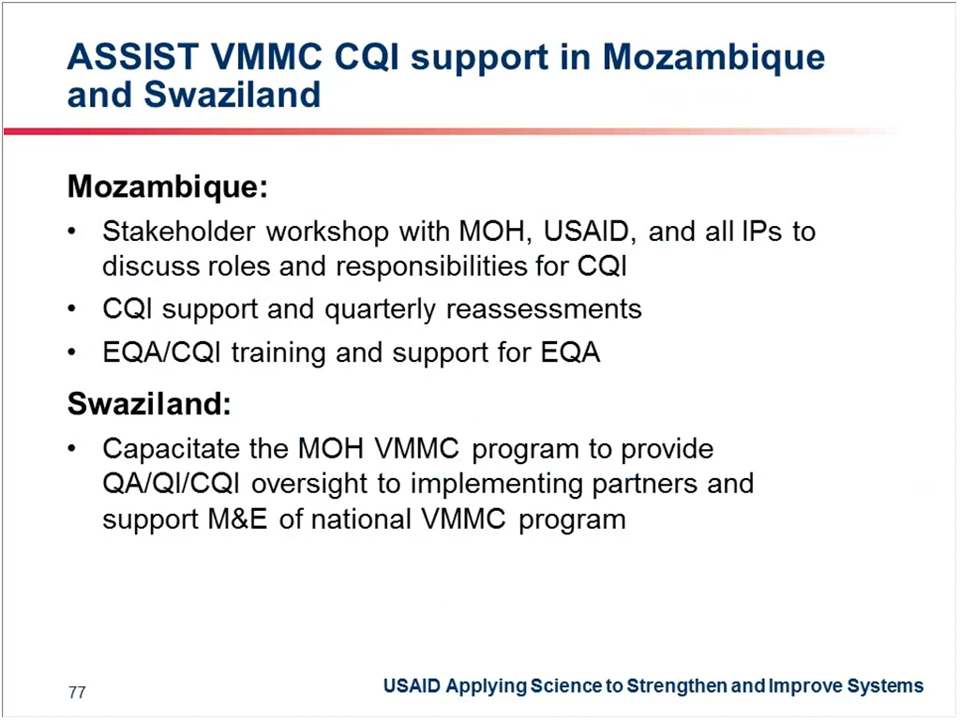 ASSIST VMMC CQI support in Mozambique
and Swaziland
Mozambique:
• Stakeholder workshop with MOH, USAID, and all IPs to
discuss roles and responsibilities for CQI
• CQI support and quarterly reassessments
• EQA/CQI training and support for EQA
Swaziland:
• Capacitate the MOH VMMC program to provide
QA/QI/CQI oversight to implementing partners and
support M&E of national VMMC program
77
USAID Applying Science to Strengthen and Improve Systems